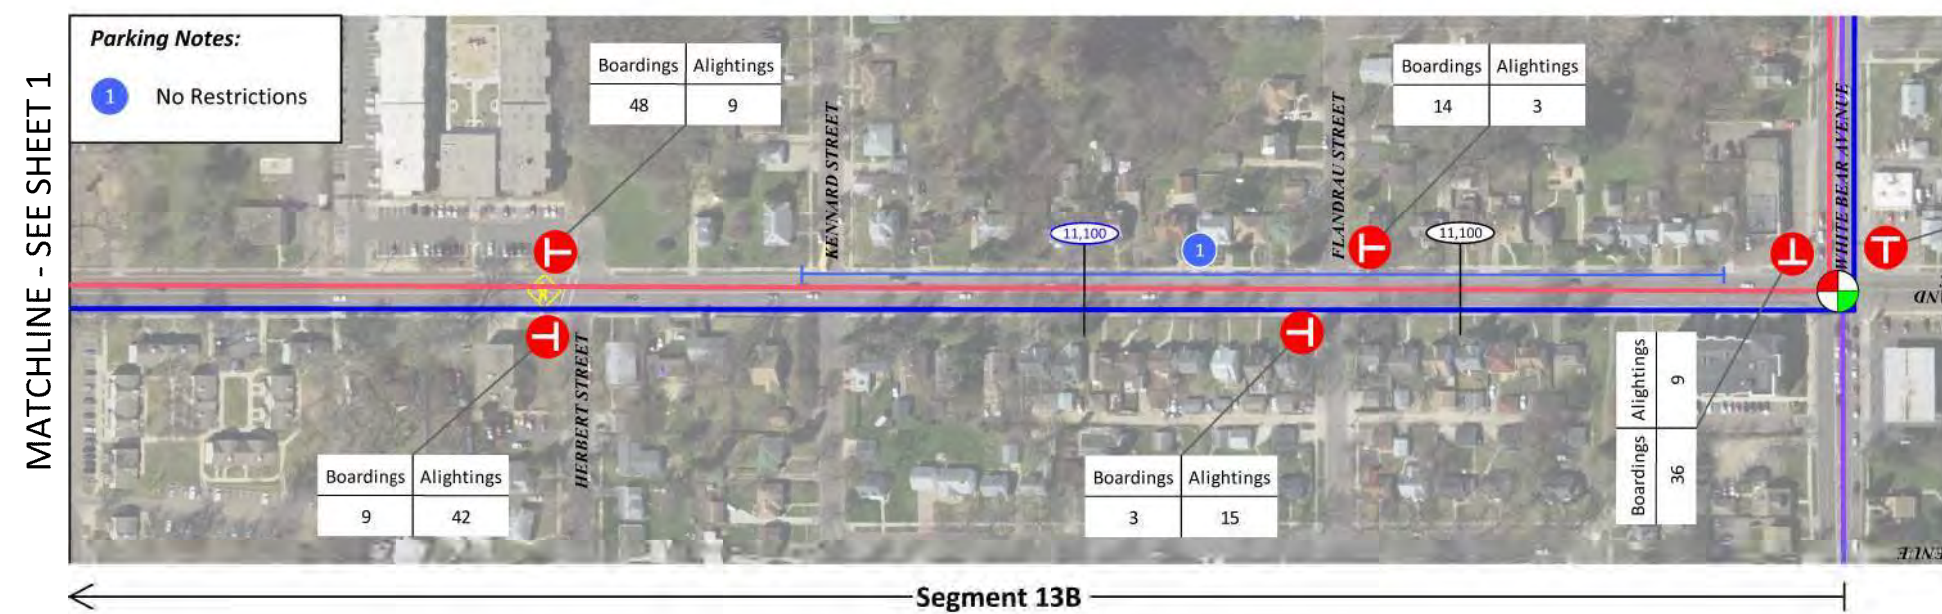 MATCHLINE - SEE SHEET 1
Parking Notes:
1 No Restrictions
Boardings Alightings
48 9
Boardings Alightings
14 3
KENNARD STREET
FLANDRAU STREET
WHITE BEAR AVENUE
11,100
1
11,100
HERBERT STREET
Boardings Alightings
9 42
Boardings Alightings
3 15
Boardings Alightings
36 9
Segment 13B